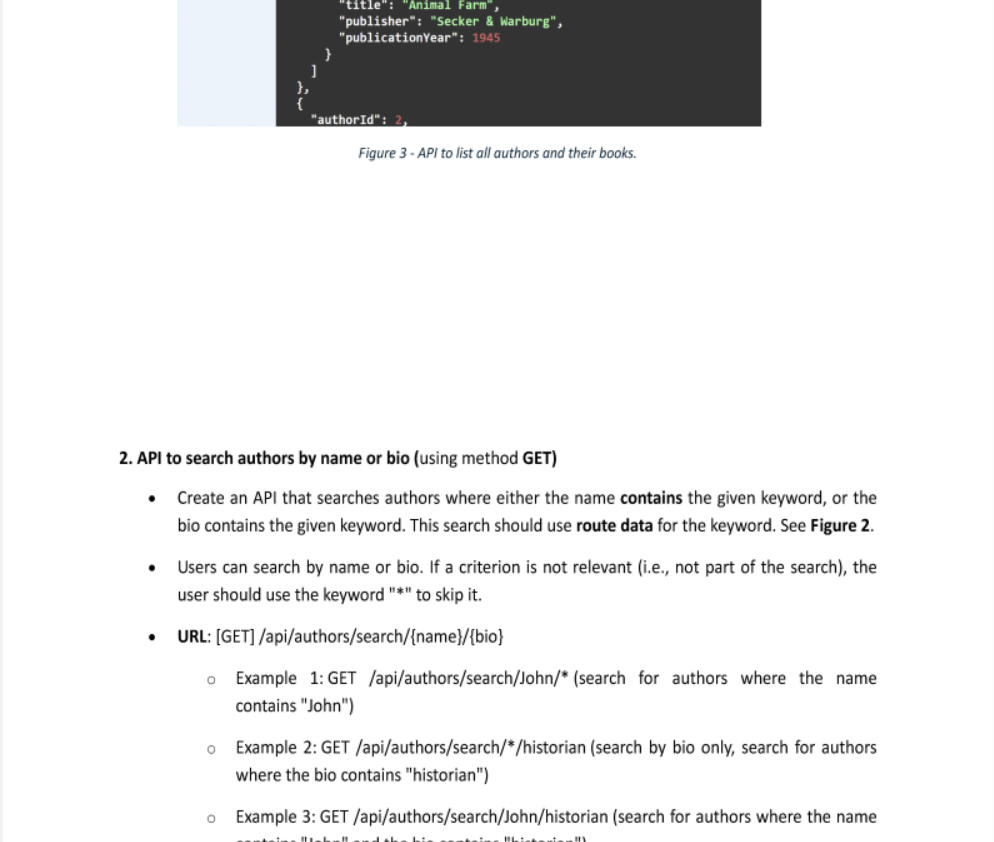 "title": "Animal Farm",
"publisher": "Secker & Warburg",
"publicationYear": 1945
}
]
},
{
"authorId": 2,
Figure 3 - API to list all authors and their books.
2. API to search authors by name or bio (using method GET)
• Create an API that searches authors where either the name contains the given keyword, or the
bio contains the given keyword. This search should use route data for the keyword. See Figure 2.
• Users can search by name or bio. If a criterion is not relevant (i.e., not part of the search), the
user should use the keyword "*" to skip it.
• URL: [GET] /api/authors/search/{name}/{bio}
o Example 1: GET /api/authors/search/John/* (search for authors where the name
contains "John")
o Example 2: GET /api/authors/search/*/historian (search by bio only, search for authors
where the bio contains "historian")
o Example 3: GET /api/authors/search/John/historian (search for authors where the name
contains "John" and the bio contains "historian")